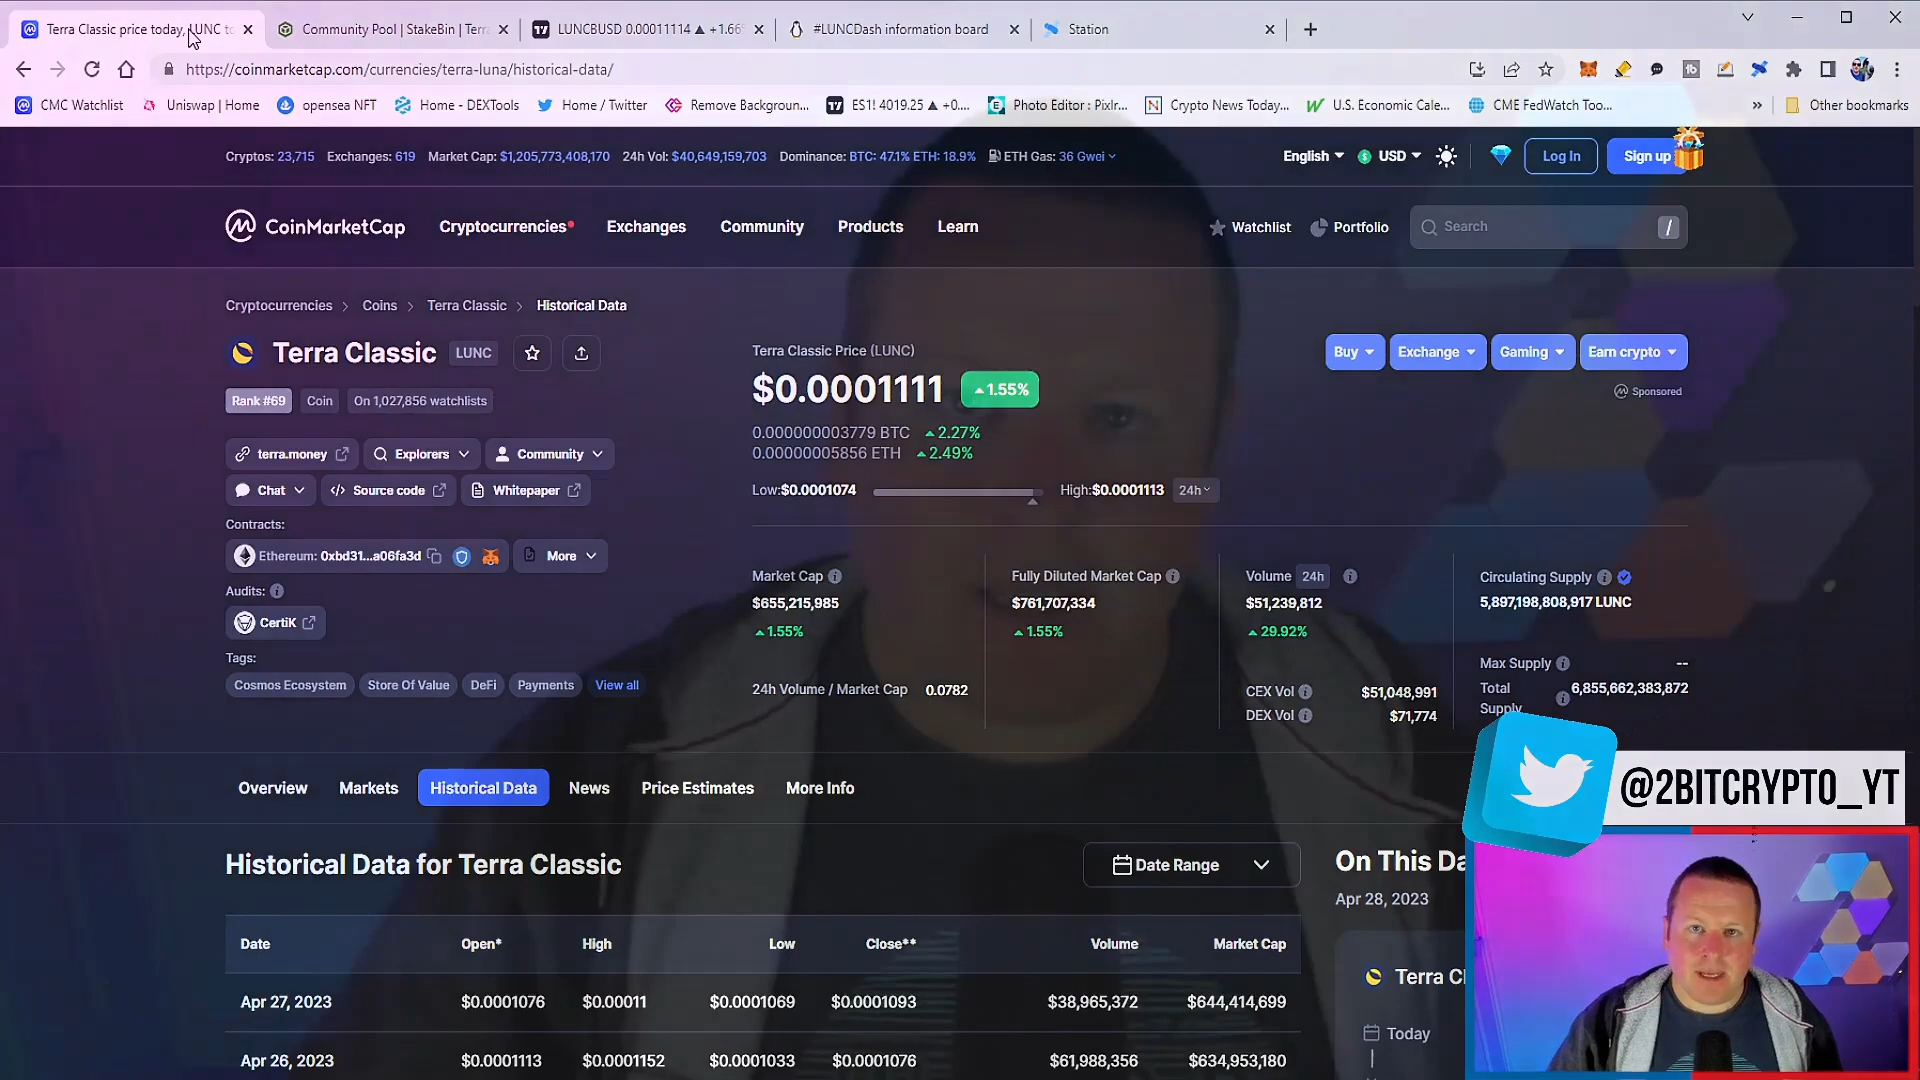 Terra Classic price today, LUNC to
Community Pool | StakeBin | Terra
LUNCBUSD 0.00011114 ▲ +1.66
#LUNCDash information board
Station
https://coinmarketcap.com/currencies/terra-luna/historical-data/
CMC Watchlist
Uniswap | Home
opensea NFT
Home - DEXTools
Home / Twitter
Remove Backgroun...
ES1! 4019.25 ▲ +0....
Photo Editor : Pixlr...
Crypto News Today...
U.S. Economic Cale...
CME FedWatch Too...
»
Other bookmarks
Cryptos: 23,715 Exchanges: 619 Market Cap: $1,205,773,408,170 24h Vol: $40,649,159,703 Dominance: BTC: 47.1% ETH: 18.9% ETH Gas: 36 Gwei
English
USD
Log In
Sign up
CoinMarketCap
Cryptocurrencies
Exchanges
Community
Products
Learn
Watchlist
Portfolio
Search
/
Cryptocurrencies > Coins > Terra Classic > Historical Data
Terra Classic LUNC
Rank #69
Coin
On 1,027,856 watchlists
terra.money
Explorers
Community
Chat
Source code
Whitepaper
Contracts:
Ethereum: 0xbd31...a06fa3d
More
Audits:
CertiK
Tags:
Cosmos Ecosystem
Store Of Value
DeFi
Payments
View all
Terra Classic Price (LUNC)
$0.0001111 1.55%
0.000000003779 BTC 2.27%
0.00000005856 ETH 2.49%
Low:$0.0001074
High:$0.0001113
24h
Buy
Exchange
Gaming
Earn crypto
Sponsored
Market Cap
$655,215,985
1.55%
24h Volume / Market Cap 0.0782
Fully Diluted Market Cap
$761,707,334
1.55%
Volume 24h
$51,239,812
29.92%
CEX Vol $51,048,991
DEX Vol $71,774
Circulating Supply
5,897,198,808,917 LUNC
Max Supply --
Total Supply 6,855,662,383,872
@2BITCRYPTO_YT
Overview
Markets
Historical Data
News
Price Estimates
More Info
Historical Data for Terra Classic
Date Range
Date Open* High Low Close** Volume Market Cap
Apr 27, 2023 $0.0001076 $0.00011 $0.0001069 $0.0001093 $38,965,372 $644,414,699
Apr 26, 2023 $0.0001113 $0.0001152 $0.0001033 $0.0001076 $61,988,356 $634,953,180
On This Da
Apr 28, 2023
Terra Cl
Today